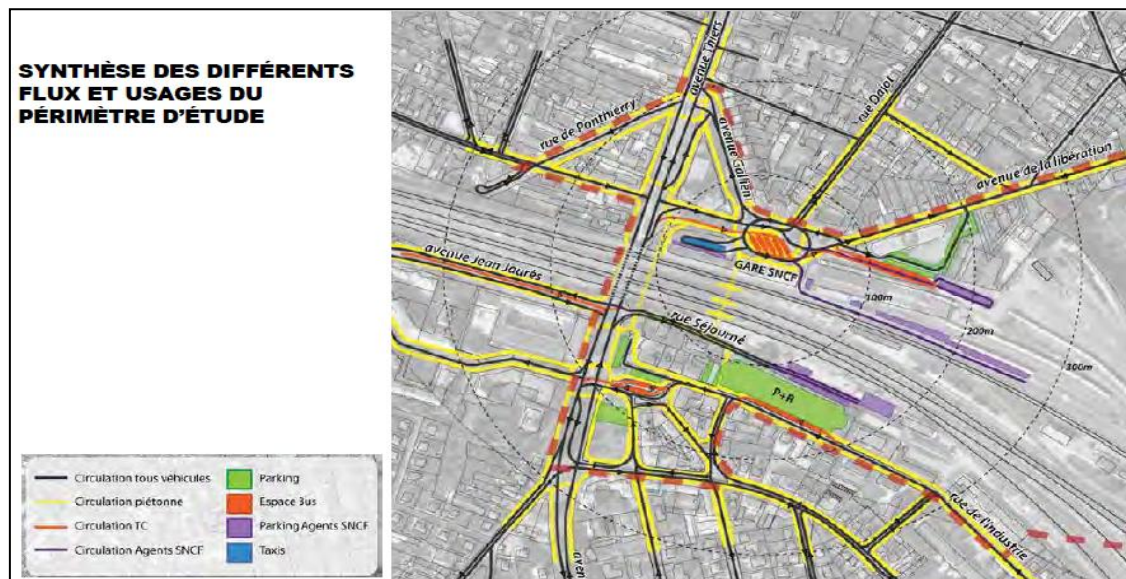 SYNTHÈSE DES DIFFÉRENTS
FLUX ET USAGES DU
PÉRIMÈTRE D'ÉTUDE
avenue Thiers
rue de Ponthierry
avenue Galliéni
rue Dajot
avenue de la libération
GARE SNCF
avenue Jean Jaurès
rue Séjourné
100m
200m
300m
P+R
rue de l'industrie
aven
Circulation tous véhicules
Circulation piétonne
Circulation TC
Circulation Agents SNCF
Parking
Espace Bus
Parking Agents SNCF
Taxis